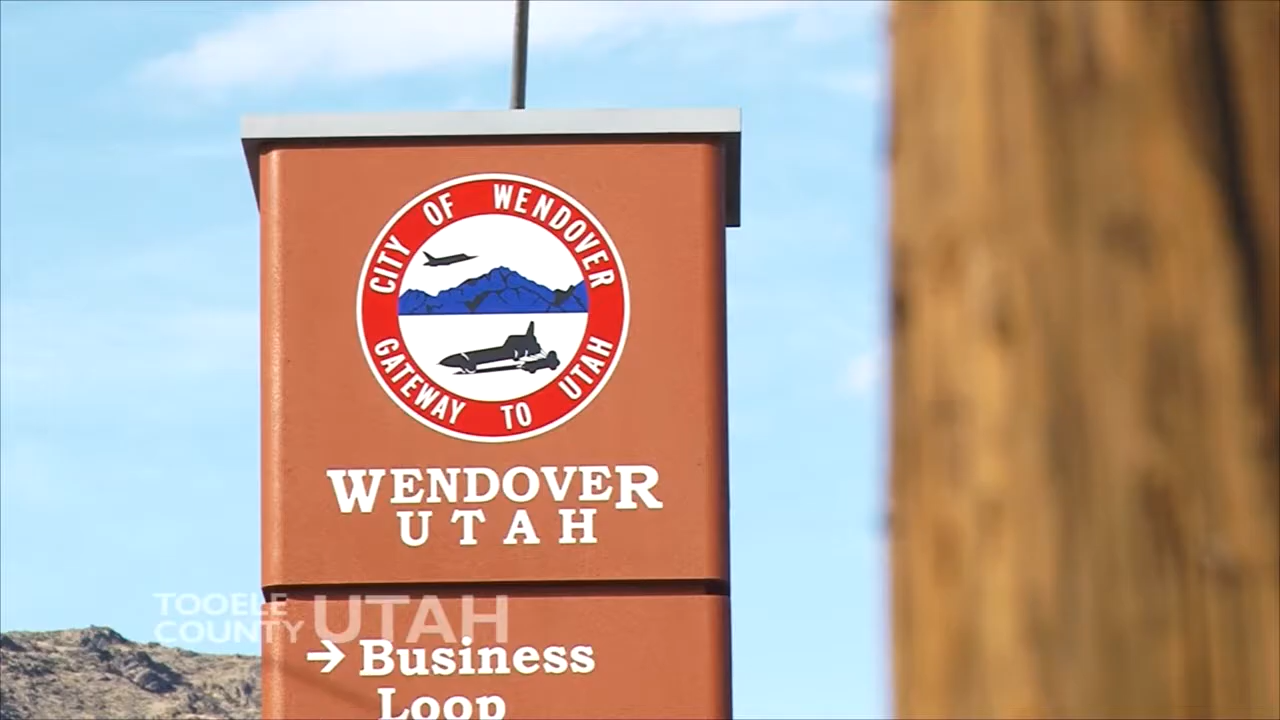 CITY OF WENDOVER
GATEWAY TO UTAH
WENDOVER
UTAH
TOOELE
COUNTY UTAH
→ Business
Loop